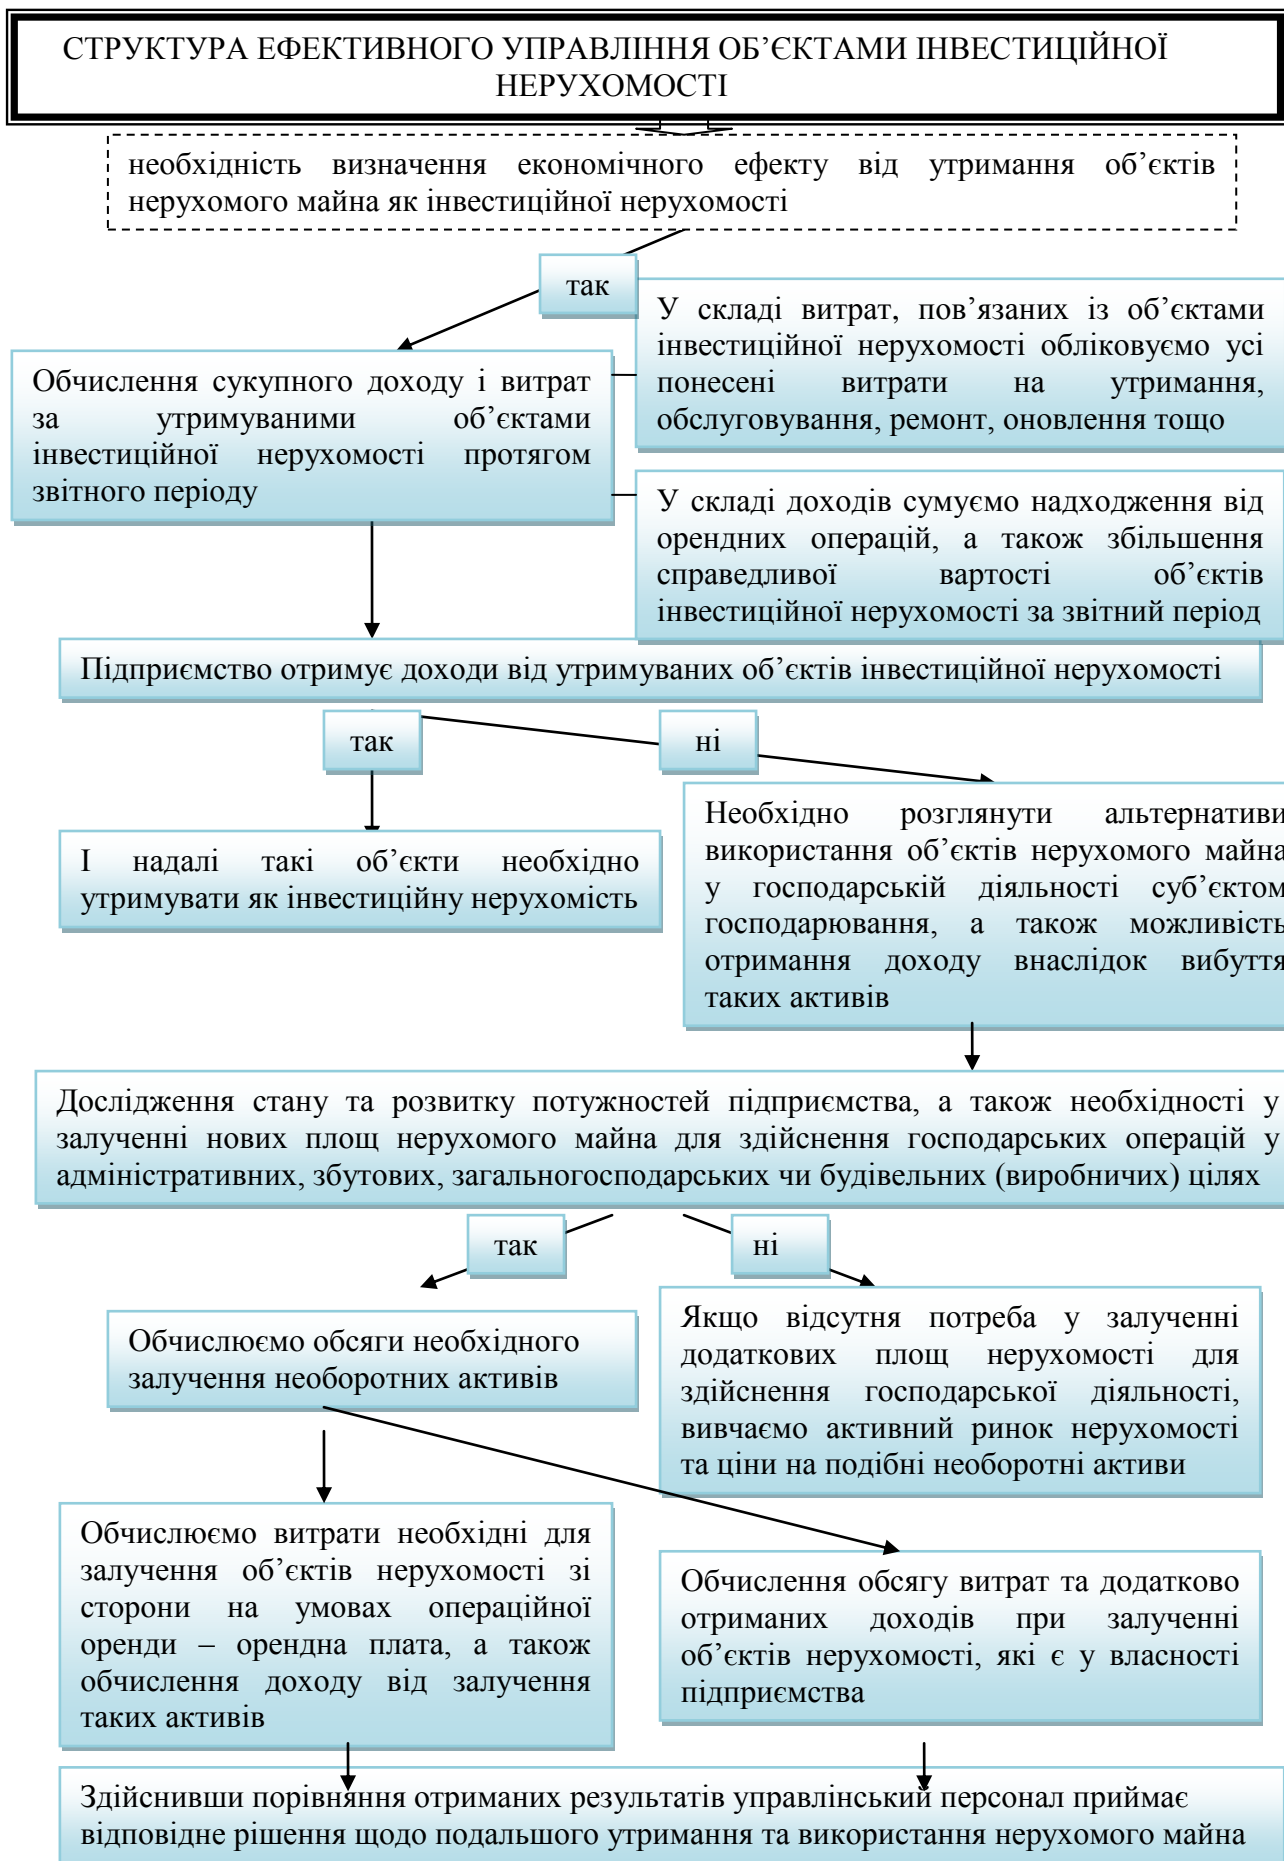 СТРУКТУРА ЕФЕКТИВНОГО УПРАВЛІННЯ ОБ’ЄКТАМИ ІНВЕСТИЦІЙНОЇ
НЕРУХОМОСТІ
необхідність визначення економічного ефекту від утримання об’єктів
нерухомого майна як інвестиційної нерухомості
так
У складі витрат, пов’язаних із об’єктами
інвестиційної нерухомості обліковуємо усі
понесені витрати на утримання,
обслуговування, ремонт, оновлення тощо
Обчислення сукупного доходу і витрат
за утримуваними об’єктами
інвестиційної нерухомості протягом
звітного періоду
У складі доходів сумуємо надходження від
орендних операцій, а також збільшення
справедливої вартості об’єктів
інвестиційної нерухомості за звітний період
Підприємство отримує доходи від утримуваних об’єктів інвестиційної нерухомості
так
ні
І надалі такі об’єкти необхідно
утримувати як інвестиційну нерухомість
Необхідно розглянути альтернативи
використання об’єктів нерухомого майна
у господарській діяльності суб’єктом
господарювання, а також можливість
отримання доходу внаслідок вибуття
таких активів
Дослідження стану та розвитку потужностей підприємства, а також необхідності у
залученні нових площ нерухомого майна для здійснення господарських операцій у
адміністративних, збутових, загальногосподарських чи будівельних (виробничих) цілях
так
ні
Обчислюємо обсяги необхідного
залучення необоротних активів
Якщо відсутня потреба у залученні
додаткових площ нерухомості для
здійснення господарської діяльності,
вивчаємо активний ринок нерухомості
та ціни на подібні необоротні активи
Обчислюємо витрати необхідні для
залучення об’єктів нерухомості зі
сторони на умовах операційної
оренди – орендна плата, а також
обчислення доходу від залучення
таких активів
Обчислення обсягу витрат та додатково
отриманих доходів при залученні
об’єктів нерухомості, які є у власності
підприємства
Здійснивши порівняння отриманих результатів управлінський персонал приймає
відповідне рішення щодо подальшого утримання та використання нерухомого майна